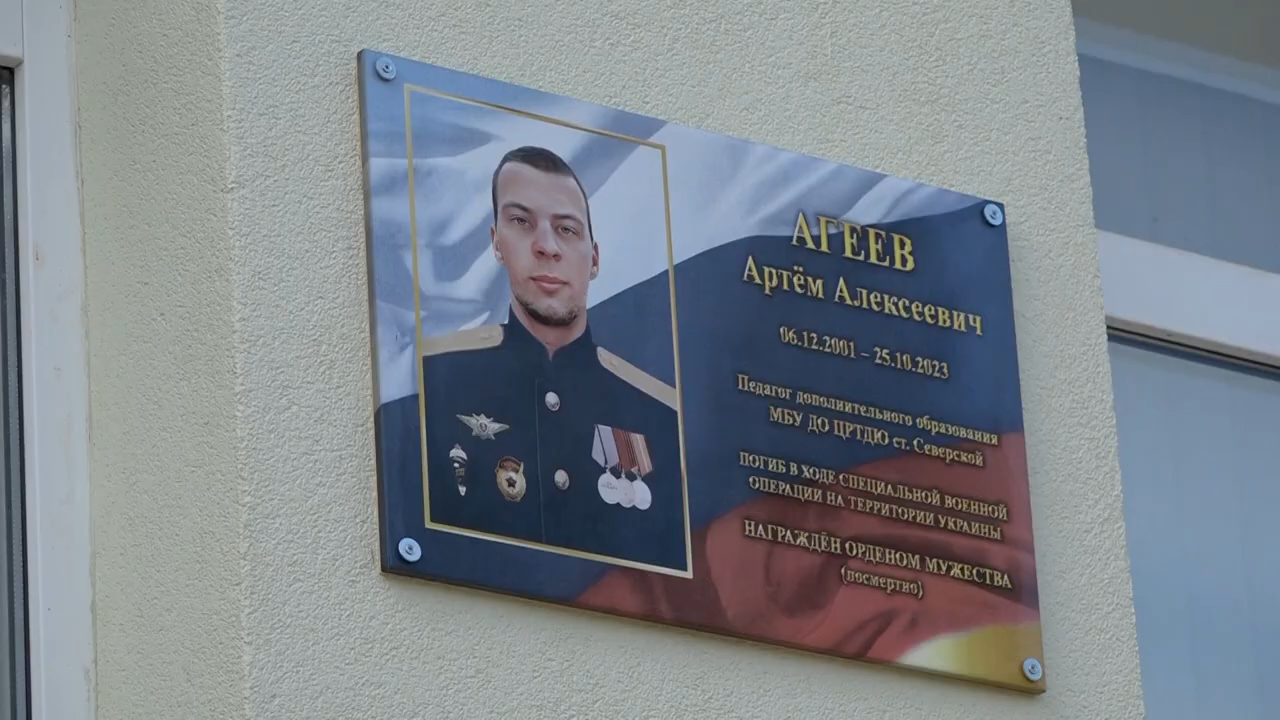 АГЕЕВ
Артём Алексеевич
06.12.2001 – 25.10.2023
Педагог дополнительного образования
МБУ ДО ЦРТДЮ ст. Северской
ПОГИБ В ХОДЕ СПЕЦИАЛЬНОЙ ВОЕННОЙ
ОПЕРАЦИИ НА ТЕРРИТОРИИ УКРАИНЫ
НАГРАЖДЁН ОРДЕНОМ МУЖЕСТВА
(посмертно)